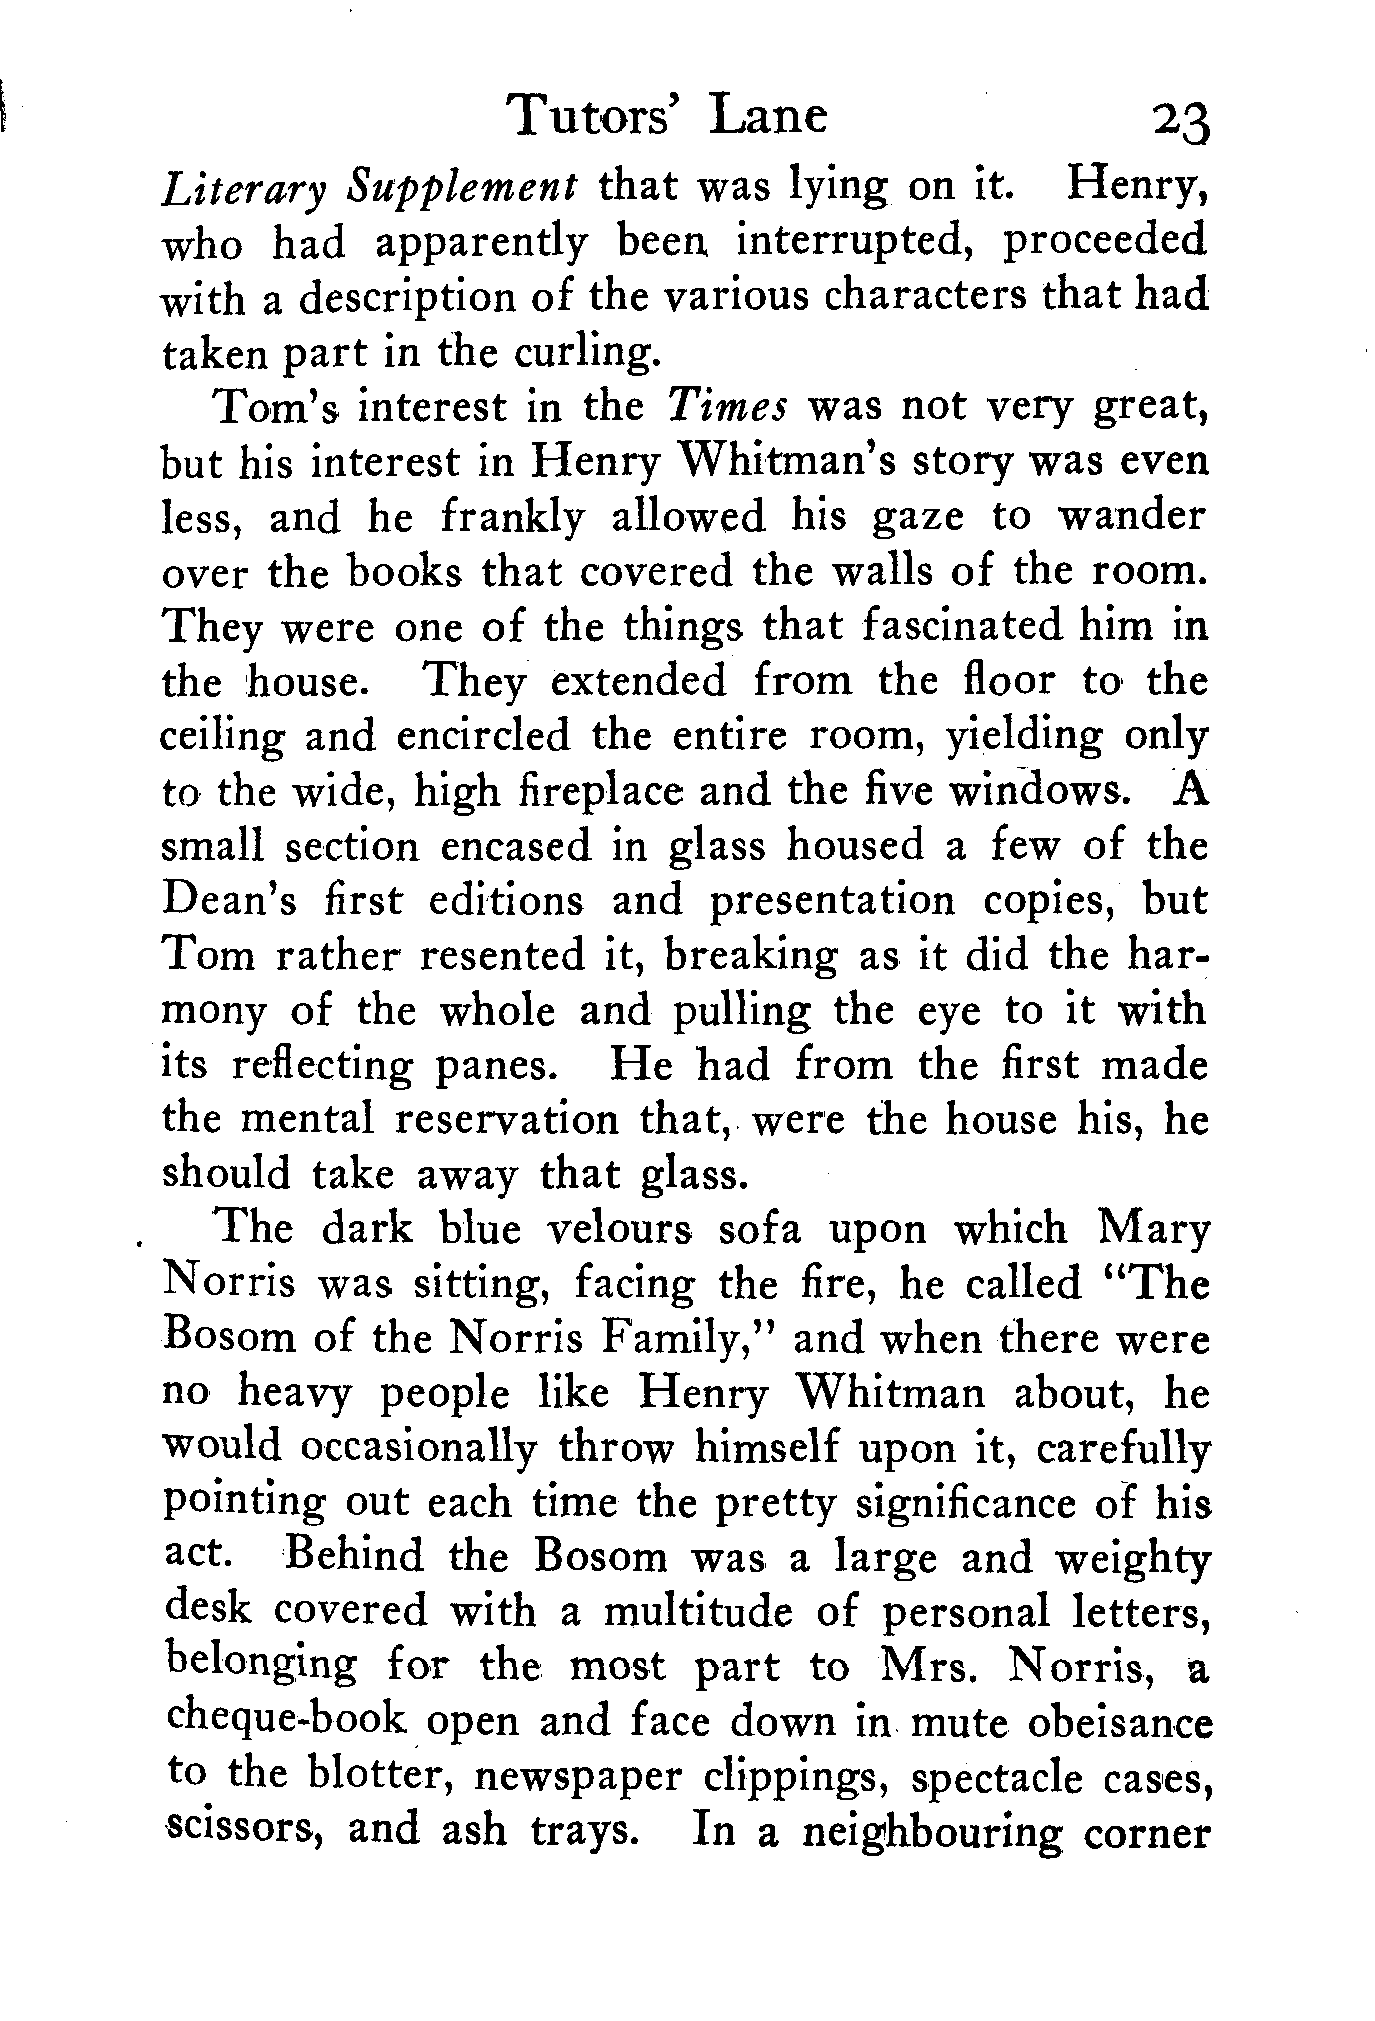 Tutors' Lane 23
Literary Supplement that was lying on it. Henry,
who had apparently been interrupted, proceeded
with a description of the various characters that had
taken part in the curling.
Tom's interest in the Times was not very great,
but his interest in Henry Whitman's story was even
less, and he frankly allowed his gaze to wander
over the books that covered the walls of the room.
They were one of the things that fascinated him in
the house. They extended from the floor to the
ceiling and encircled the entire room, yielding only
to the wide, high fireplace and the five windows. A
small section encased in glass housed a few of the
Dean's first editions and presentation copies, but
Tom rather resented it, breaking as it did the har-
mony of the whole and pulling the eye to it with
its reflecting panes. He had from the first made
the mental reservation that, were the house his, he
should take away that glass.
The dark blue velours sofa upon which Mary
Norris was sitting, facing the fire, he called "The
Bosom of the Norris Family," and when there were
no heavy people like Henry Whitman about, he
would occasionally throw himself upon it, carefully
pointing out each time the pretty significance of his
act. Behind the Bosom was a large and weighty
desk covered with a multitude of personal letters,
belonging for the most part to Mrs. Norris, a
cheque-book open and face down in mute obeisance
to the blotter, newspaper clippings, spectacle cases,
scissors, and ash trays. In a neighbouring corner